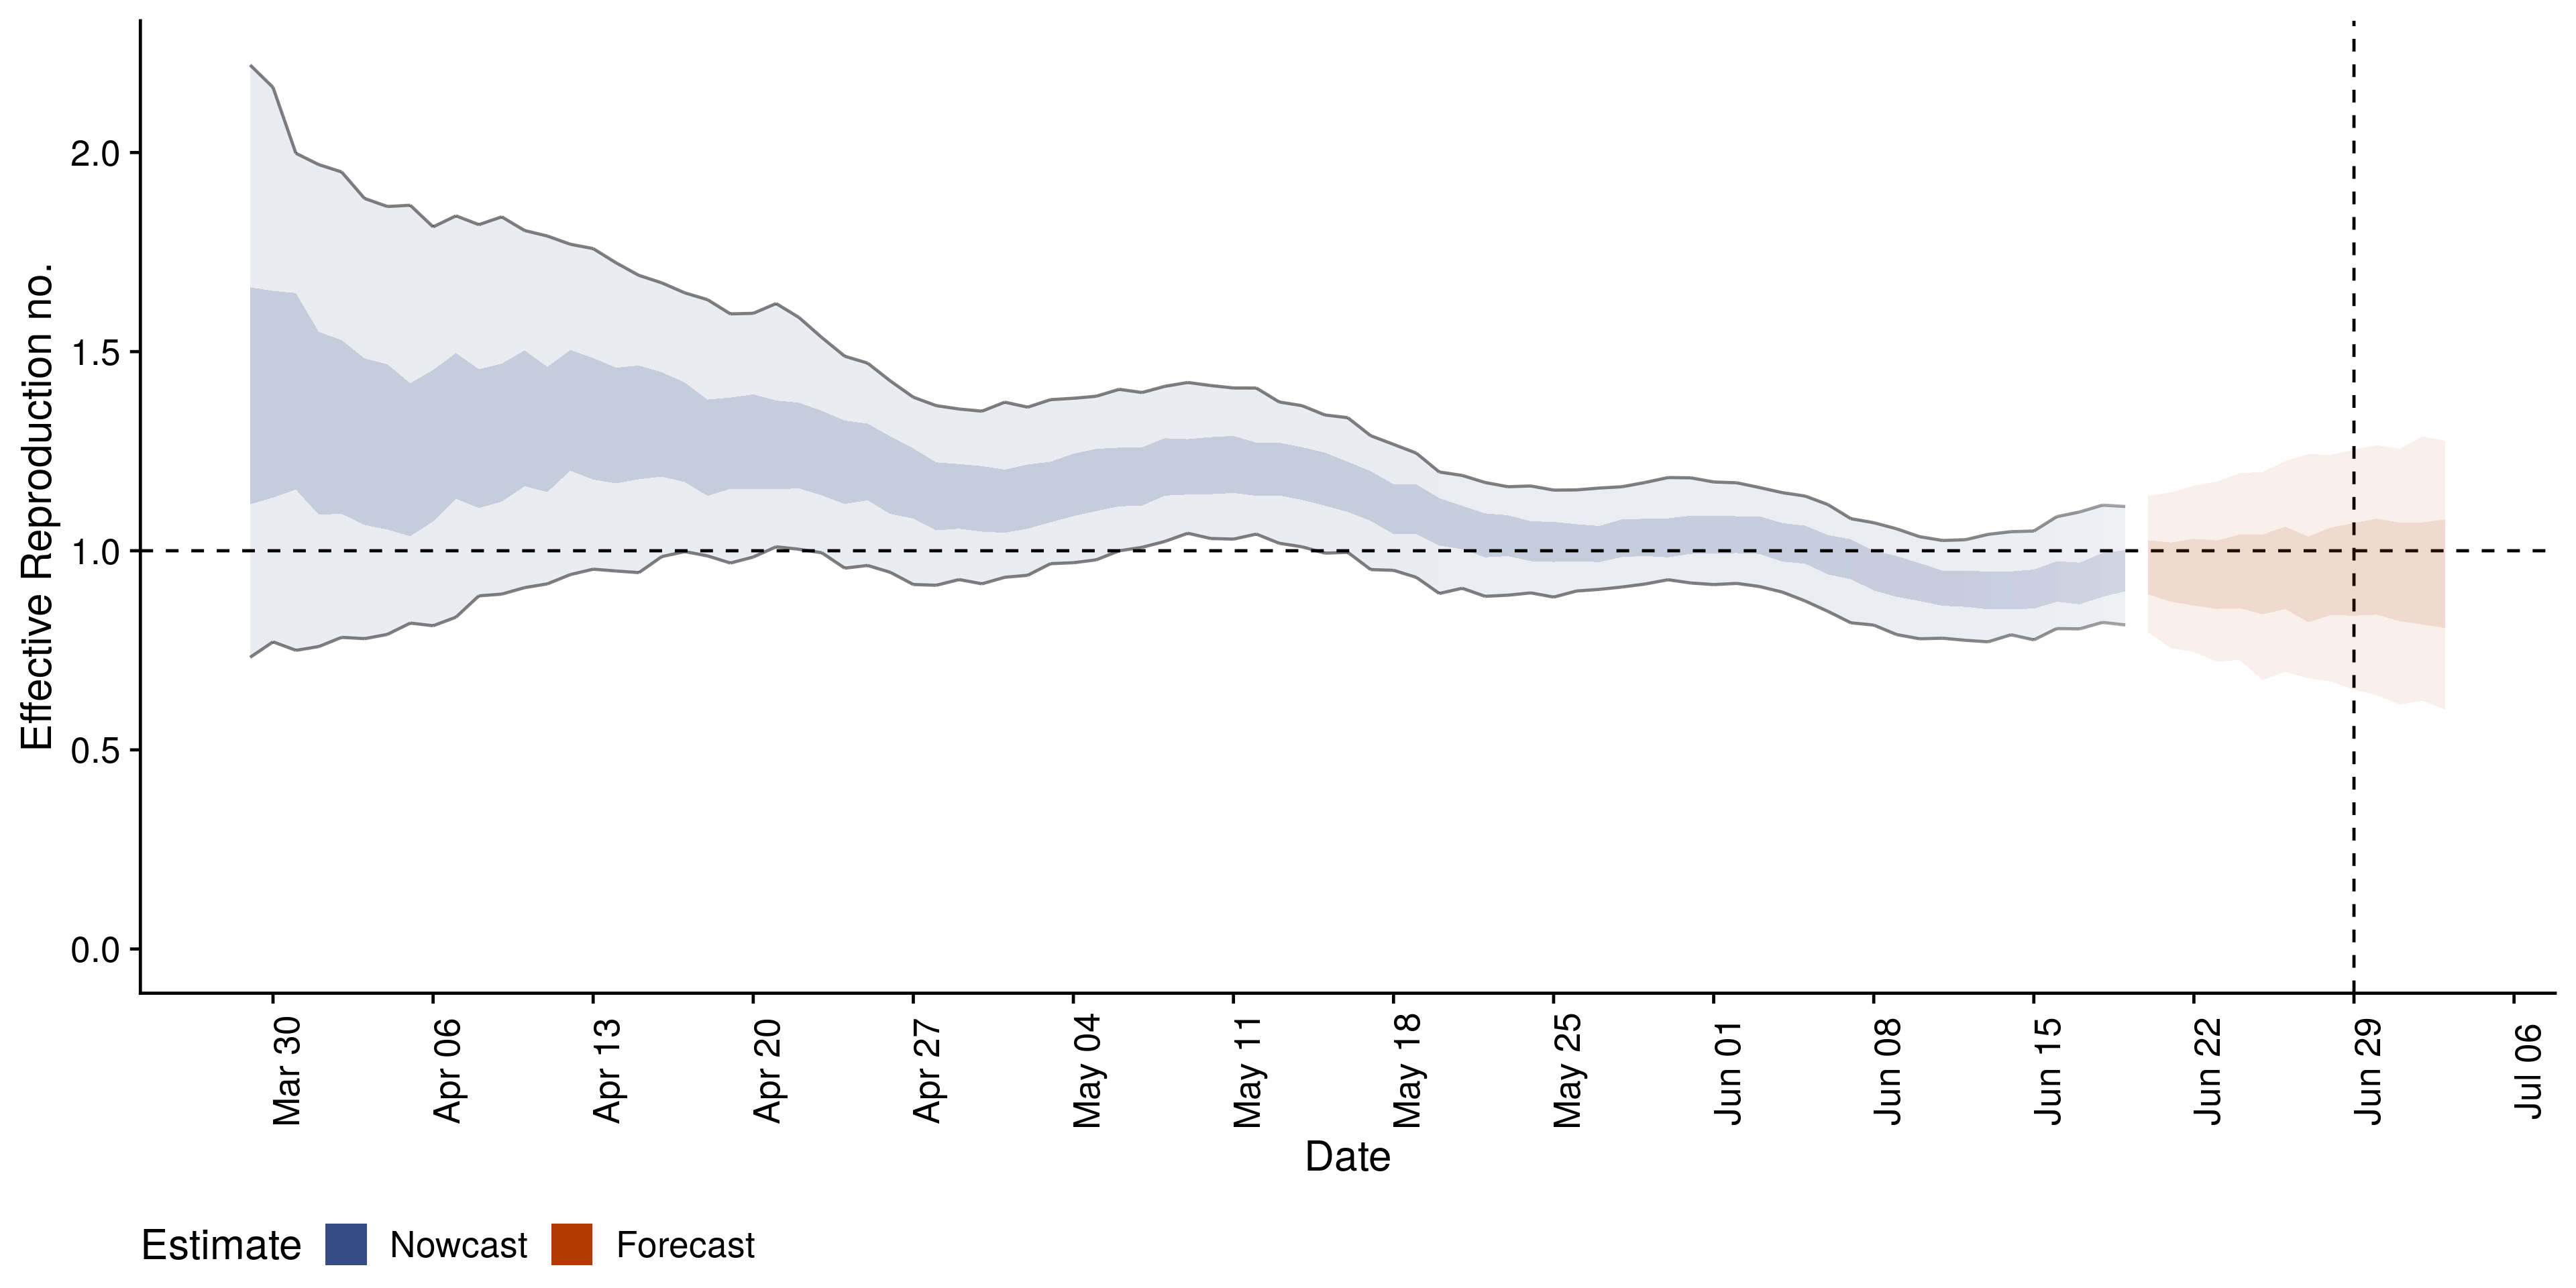 Effective Reproduction no.
2.0
1.5
1.0
0.5
0.0
Mar 30
Apr 06
Apr 13
Apr 20
Apr 27
May 04
May 11
May 18
May 25
Jun 01
Jun 08
Jun 15
Jun 22
Jun 29
Jul 06
Date
Estimate Nowcast Forecast